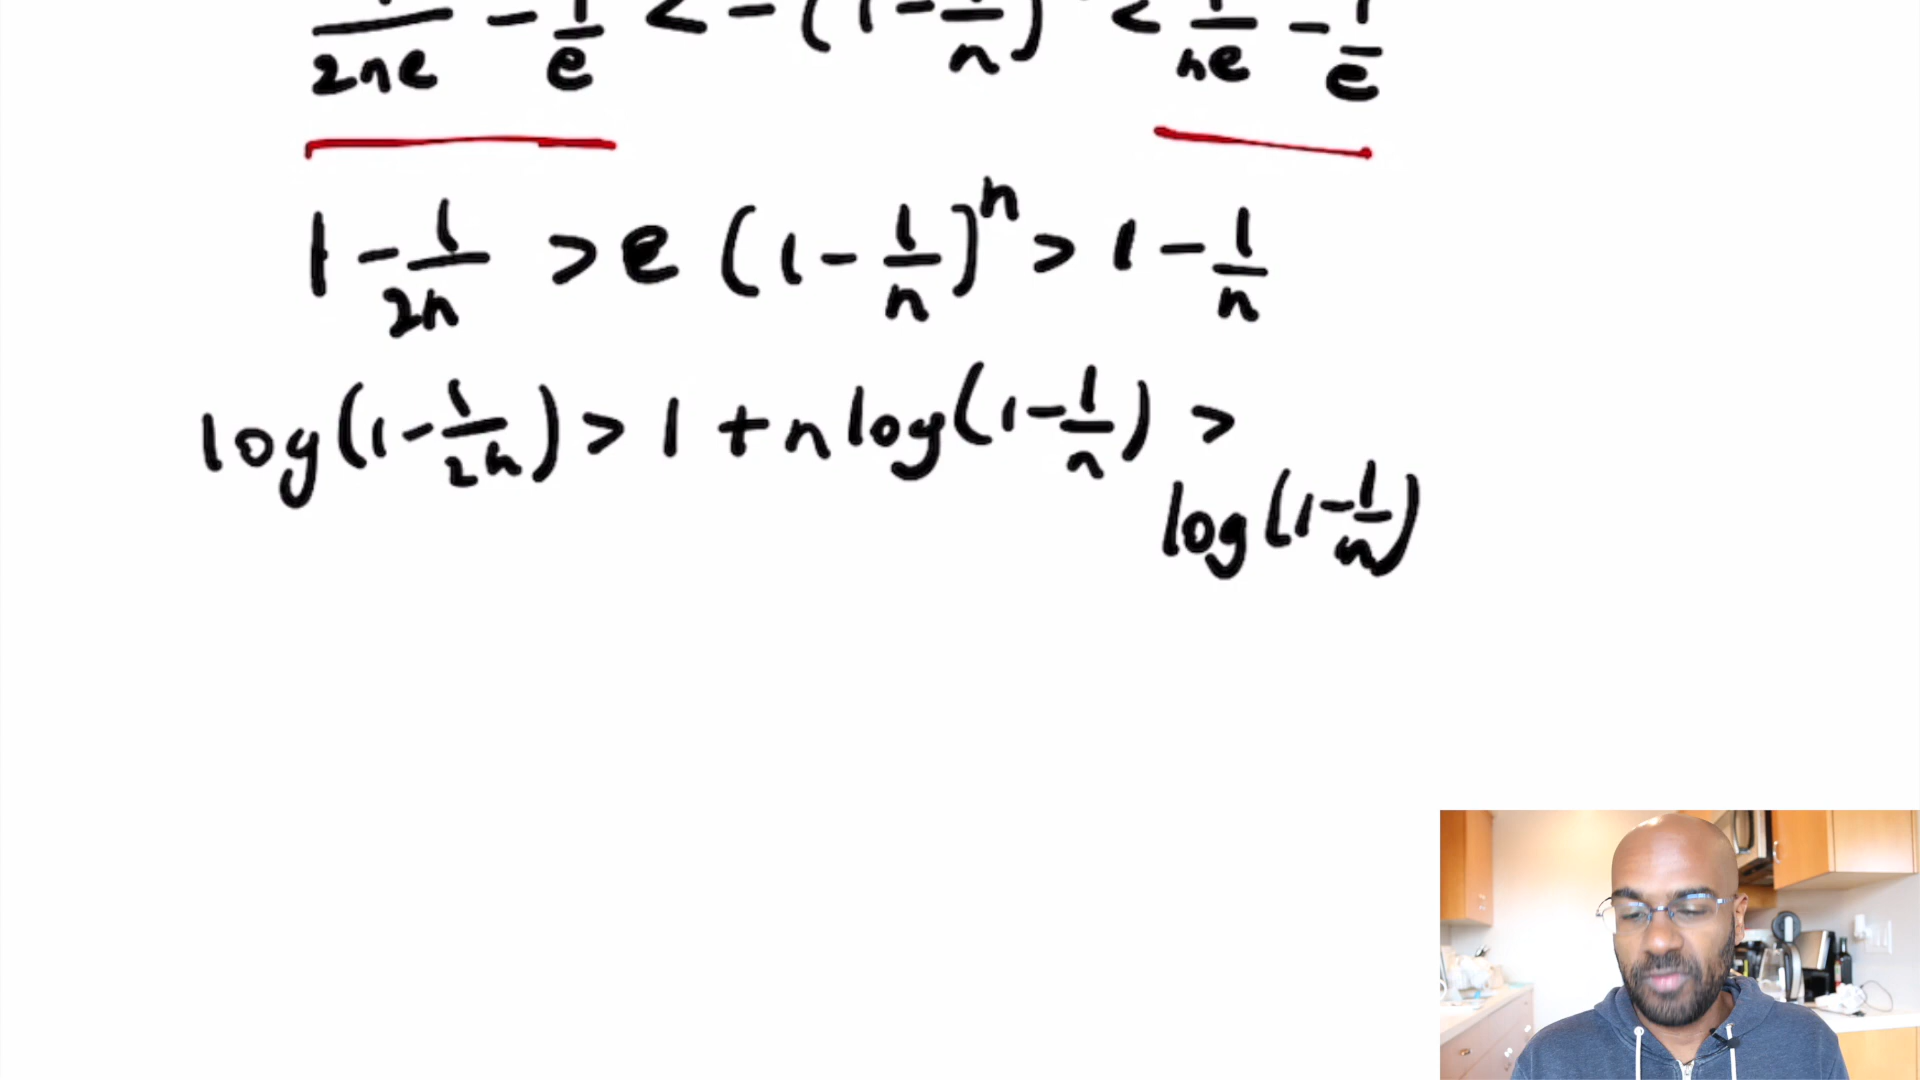 1/2ne - 1/e < -(1 - 1/n) < 1/ne - 1/e
1 - 1/2n > e (1 - 1/n)^n > 1 - 1/n
log(1 - 1/2n) > 1 + n log(1 - 1/n) >
log(1 - 1/n)